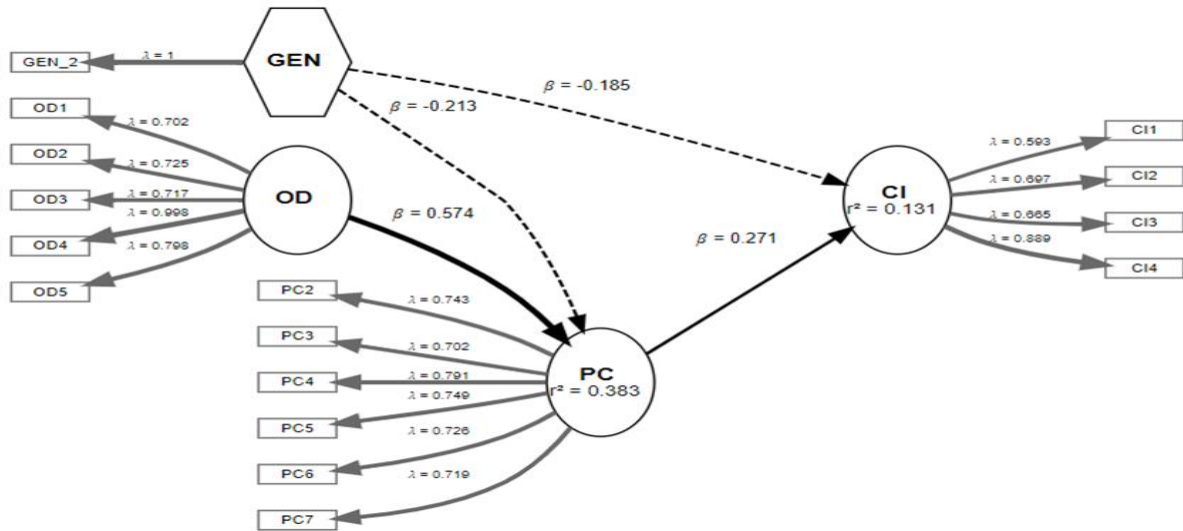 GEN
GEN_2
λ = 1
β = -0.185
β = -0.213
OD1
λ = 0.702
OD2
λ = 0.725
OD3
λ = 0.717
OD4
λ = 0.998
OD5
λ = 0.798
OD
β = 0.574
CI
r² = 0.131
CI1
λ = 0.593
CI2
λ = 0.697
CI3
λ = 0.665
CI4
λ = 0.889
β = 0.271
PC2
λ = 0.743
PC3
λ = 0.702
PC4
λ = 0.791
PC5
λ = 0.749
PC6
λ = 0.726
PC7
λ = 0.719
PC
r² = 0.383